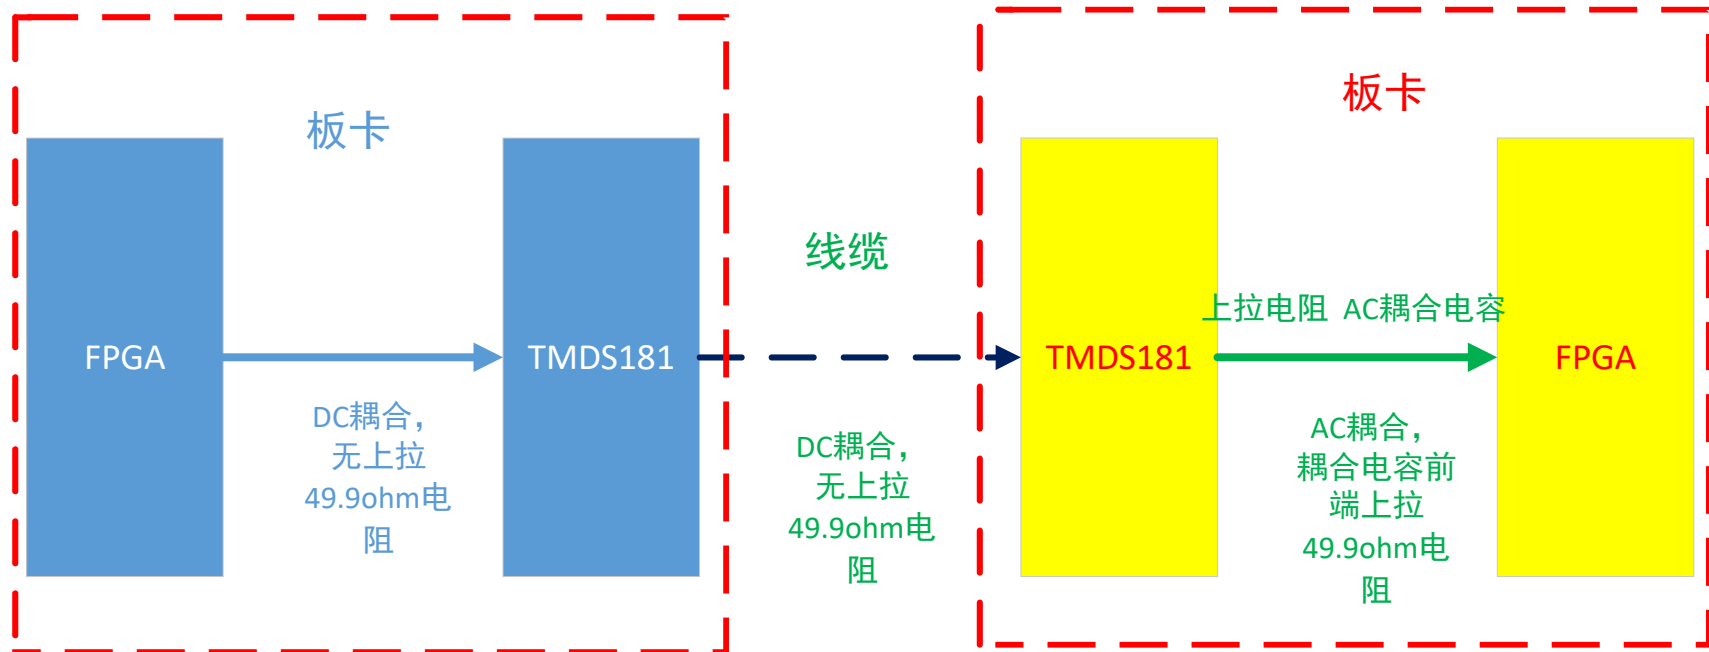 板卡
FPGA
TMDS181
DC耦合，
无上拉
49.9ohm电
阻
线缆
DC耦合，
无上拉
49.9ohm电
阻
板卡
TMDS181
上拉电阻 AC耦合电容
FPGA
AC耦合，
耦合电容前
端上拉
49.9ohm电
阻